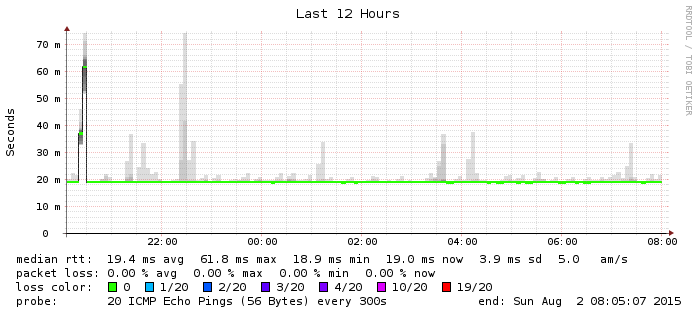 Last 12 Hours
RRDTOOL / TOBI OETIKER
Seconds
70 m
60 m
50 m
40 m
30 m
20 m
10 m
0
22:00 00:00 02:00 04:00 06:00 08:00
median rtt: 19.4 ms avg 61.8 ms max 18.9 ms min 19.0 ms now 3.9 ms sd 5.0 am/s
packet loss: 0.00 % avg 0.00 % max 0.00 % min 0.00 % now
loss color: 0 1/20 2/20 3/20 4/20 10/20 19/20
probe: 20 ICMP Echo Pings (56 Bytes) every 300s end: Sun Aug 2 08:05:07 2015